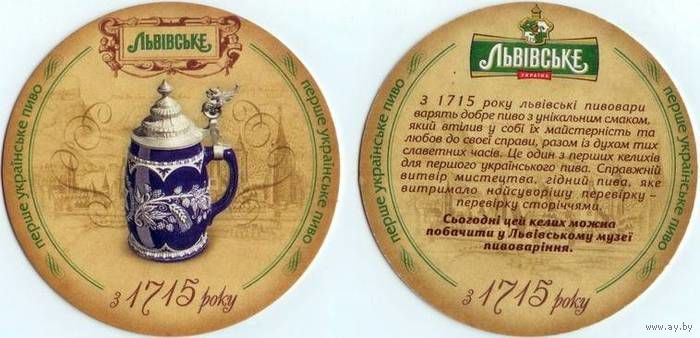 ЛЬВІВСЬКЕ
перше українське пиво
перше українське пиво
з 1715 року
ЛЬВІВСЬКЕ
УКРАЇНА
перше українське пиво
перше українське пиво
З 1715 року львівські пивовари
варять добре пиво з унікальним смаком,
який втілив у собі їх майстерність та
любов до своєї справи, разом із духом тих
славетних часів. Це один з перших келихів
для першого українського пива. Справжній
витвір мистецтва, гідний пива, яке
витримало найсуворішу перевірку –
перевірку сторіччями.
Сьогодні цей келих можна
побачити у Львівському музеї
пивоваріння.
з 1715 року
www.ay.by